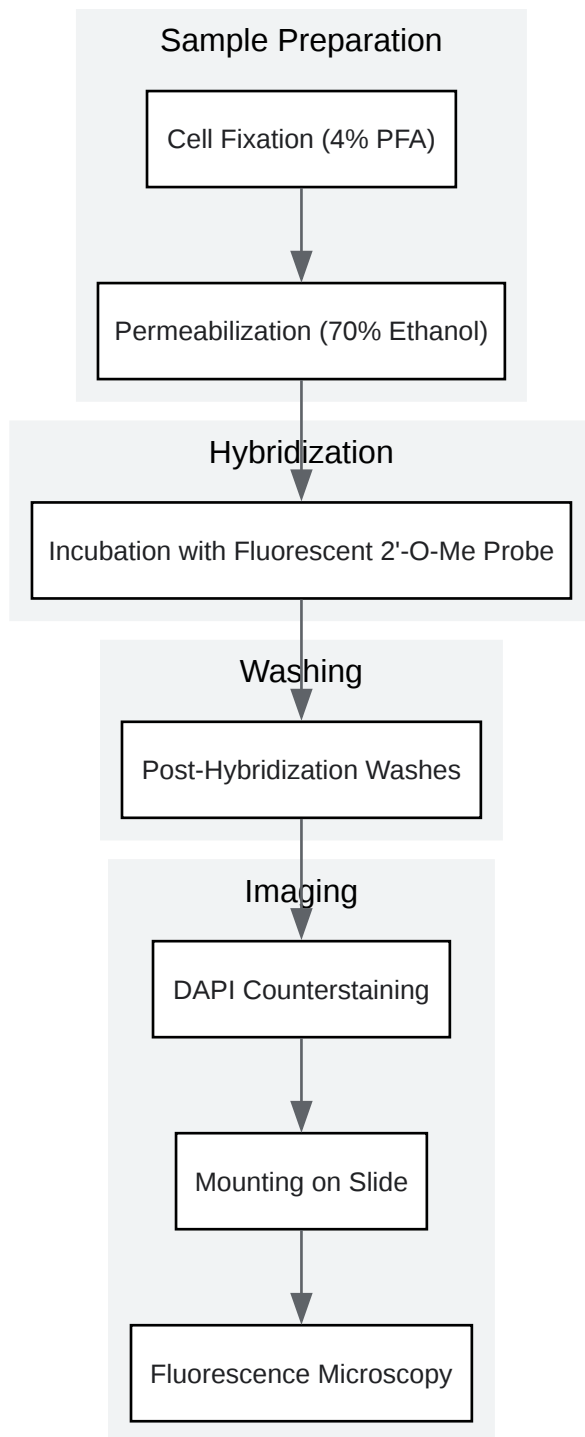 Sample Preparation
Cell Fixation (4% PFA)
Permeabilization (70% Ethanol)
Hybridization
Incubation with Fluorescent 2'-O-Me Probe
Washing
Post-Hybridization Washes
Imaging
DAPI Counterstaining
Mounting on Slide
Fluorescence Microscopy